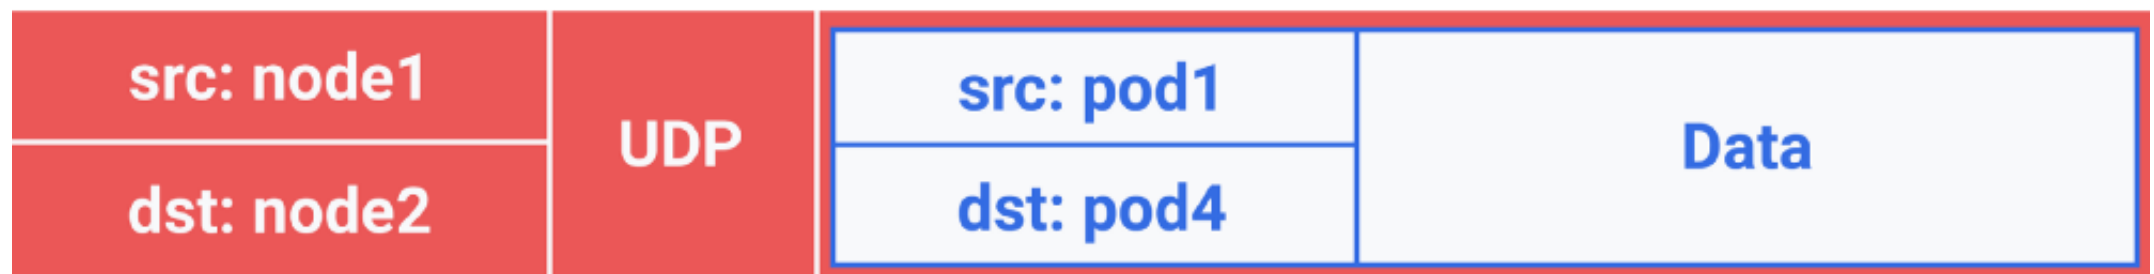 src: node1
dst: node2
UDP
src: pod1
dst: pod4
Data